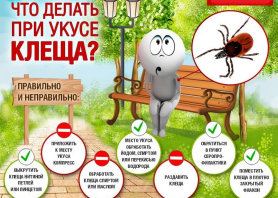 ЧТО ДЕЛАТЬ
ПРИ УКУСЕ
КЛЕЩА?
ПРАВИЛЬНО
И НЕПРАВИЛЬНО:
ВЫКРУТИТЬ
КЛЕЩА НИТЯНОЙ
ПЕТЛЕЙ
ИЛИ ПИНЦЕТОМ
ПРИЛОЖИТЬ
К МЕСТУ
УКУСА
КОМПРЕСС
ОБРАБОТАТЬ
КЛЕЩА СПИРТОМ
ИЛИ МАСЛОМ
МЕСТО УКУСА
ОБРАБОТАТЬ
ЙОДОМ, СПИРТОМ
ИЛИ ПЕРЕКИСЬЮ
ВОДОРОДА
РАЗДАВИТЬ
КЛЕЩА
ОБРАТИТЬСЯ
В ПУНКТ
СЕРОПРО-
ФИЛАКТИКИ
ПОМЕСТИТЬ
КЛЕЩА В ПЛОТНО
ЗАКРЫТЫЙ
ФЛАКОН